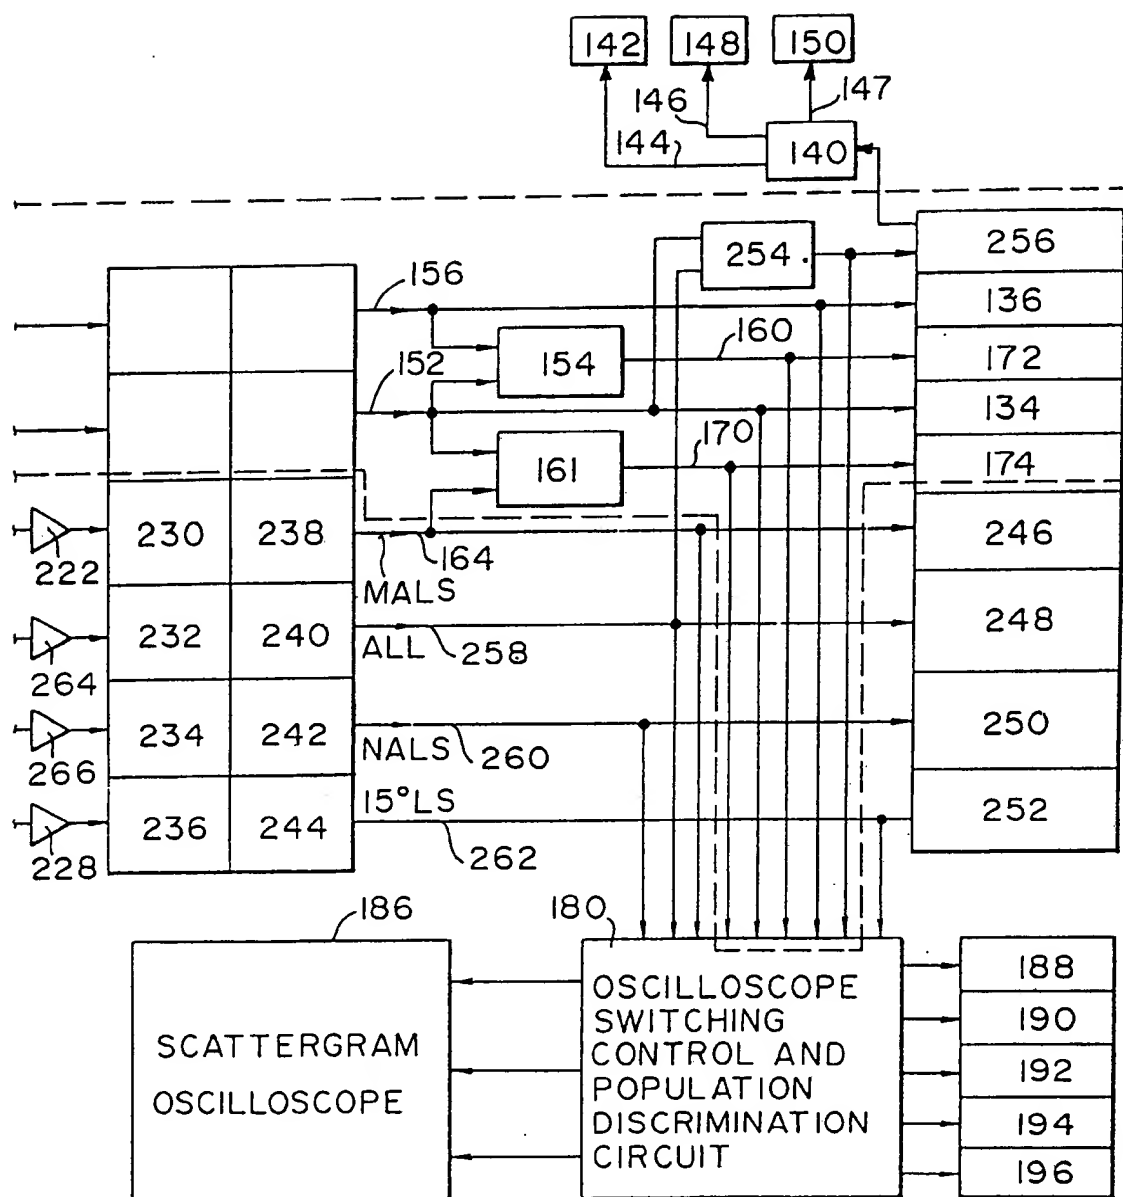 142 148 150
146 147
144 140
256
254
156 136
160 172
154
152 134
170 174
161
230 238 246
222 164
MALS
232 240 248
ALL 258
264
234 242 250
NALS 260
266
15°LS 252
236 244
228 262
186 180
188
OSCILLOSCOPE
SWITCHING 190
SCATTERGRAM CONTROL AND
192
OSCILLOSCOPE POPULATION
DISCRIMINATION 194
CIRCUIT 196